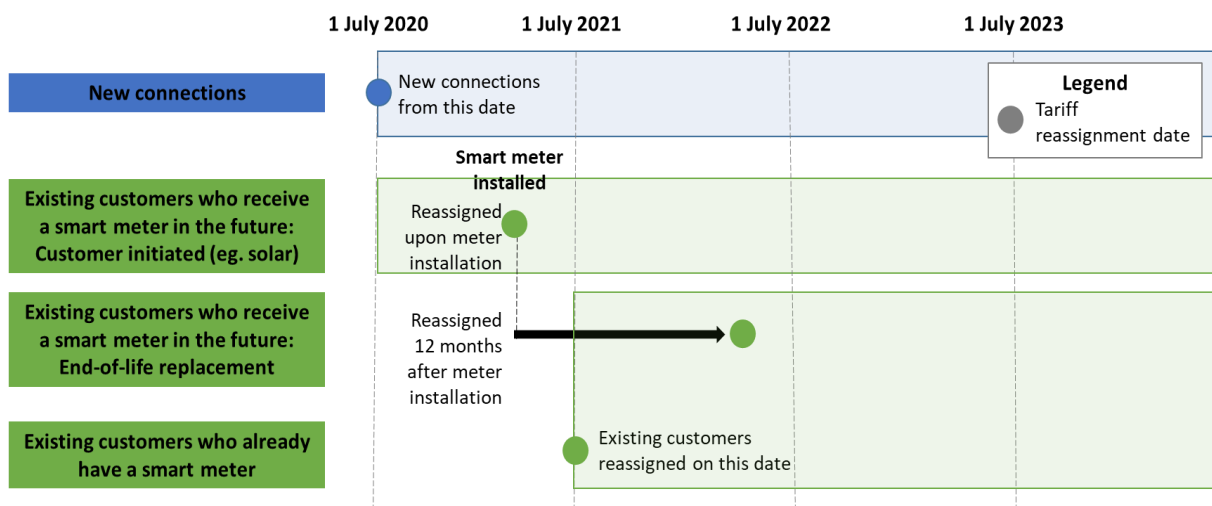 1 July 2020
1 July 2021
1 July 2022
1 July 2023
New connections
New connections
from this date
Legend
Tariff
reassignment date
Smart meter
installed
Existing customers who receive
a smart meter in the future:
Customer initiated (eg. solar)
Reassigned
upon meter
installation
Existing customers who receive
a smart meter in the future:
End-of-life replacement
Reassigned
12 months
after meter
installation
Existing customers who already
have a smart meter
Existing customers
reassigned on this date